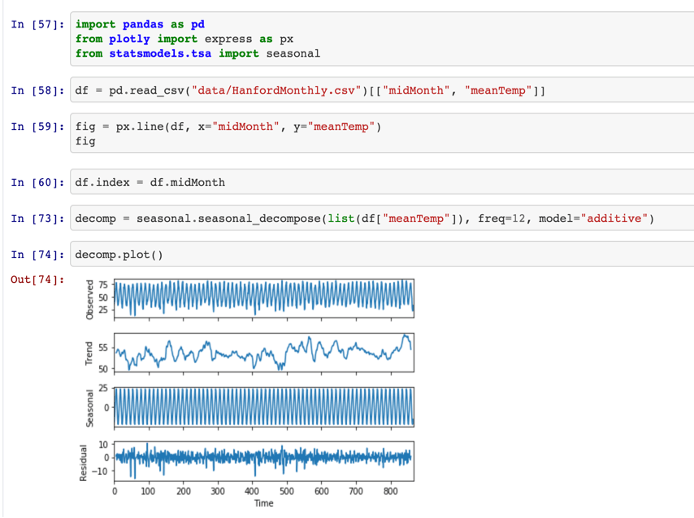 In [57]: import pandas as pd
from plotly import express as px
from statsmodels.tsa import seasonal
In [58]: df = pd.read_csv("data/HanfordMonthly.csv")[["midMonth", "meanTemp"]]
In [59]: fig = px.line(df, x="midMonth", y="meanTemp")
fig
In [60]: df.index = df.midMonth
In [73]: decomp = seasonal.seasonal_decompose(list(df["meanTemp"]), freq=12, model="additive")
In [74]: decomp.plot()
Out[74]:
Observed
75
50
25
Trend
55
50
Seasonal
25
0
Residual
10
0
−10
0 100 200 300 400 500 600 700 800
Time